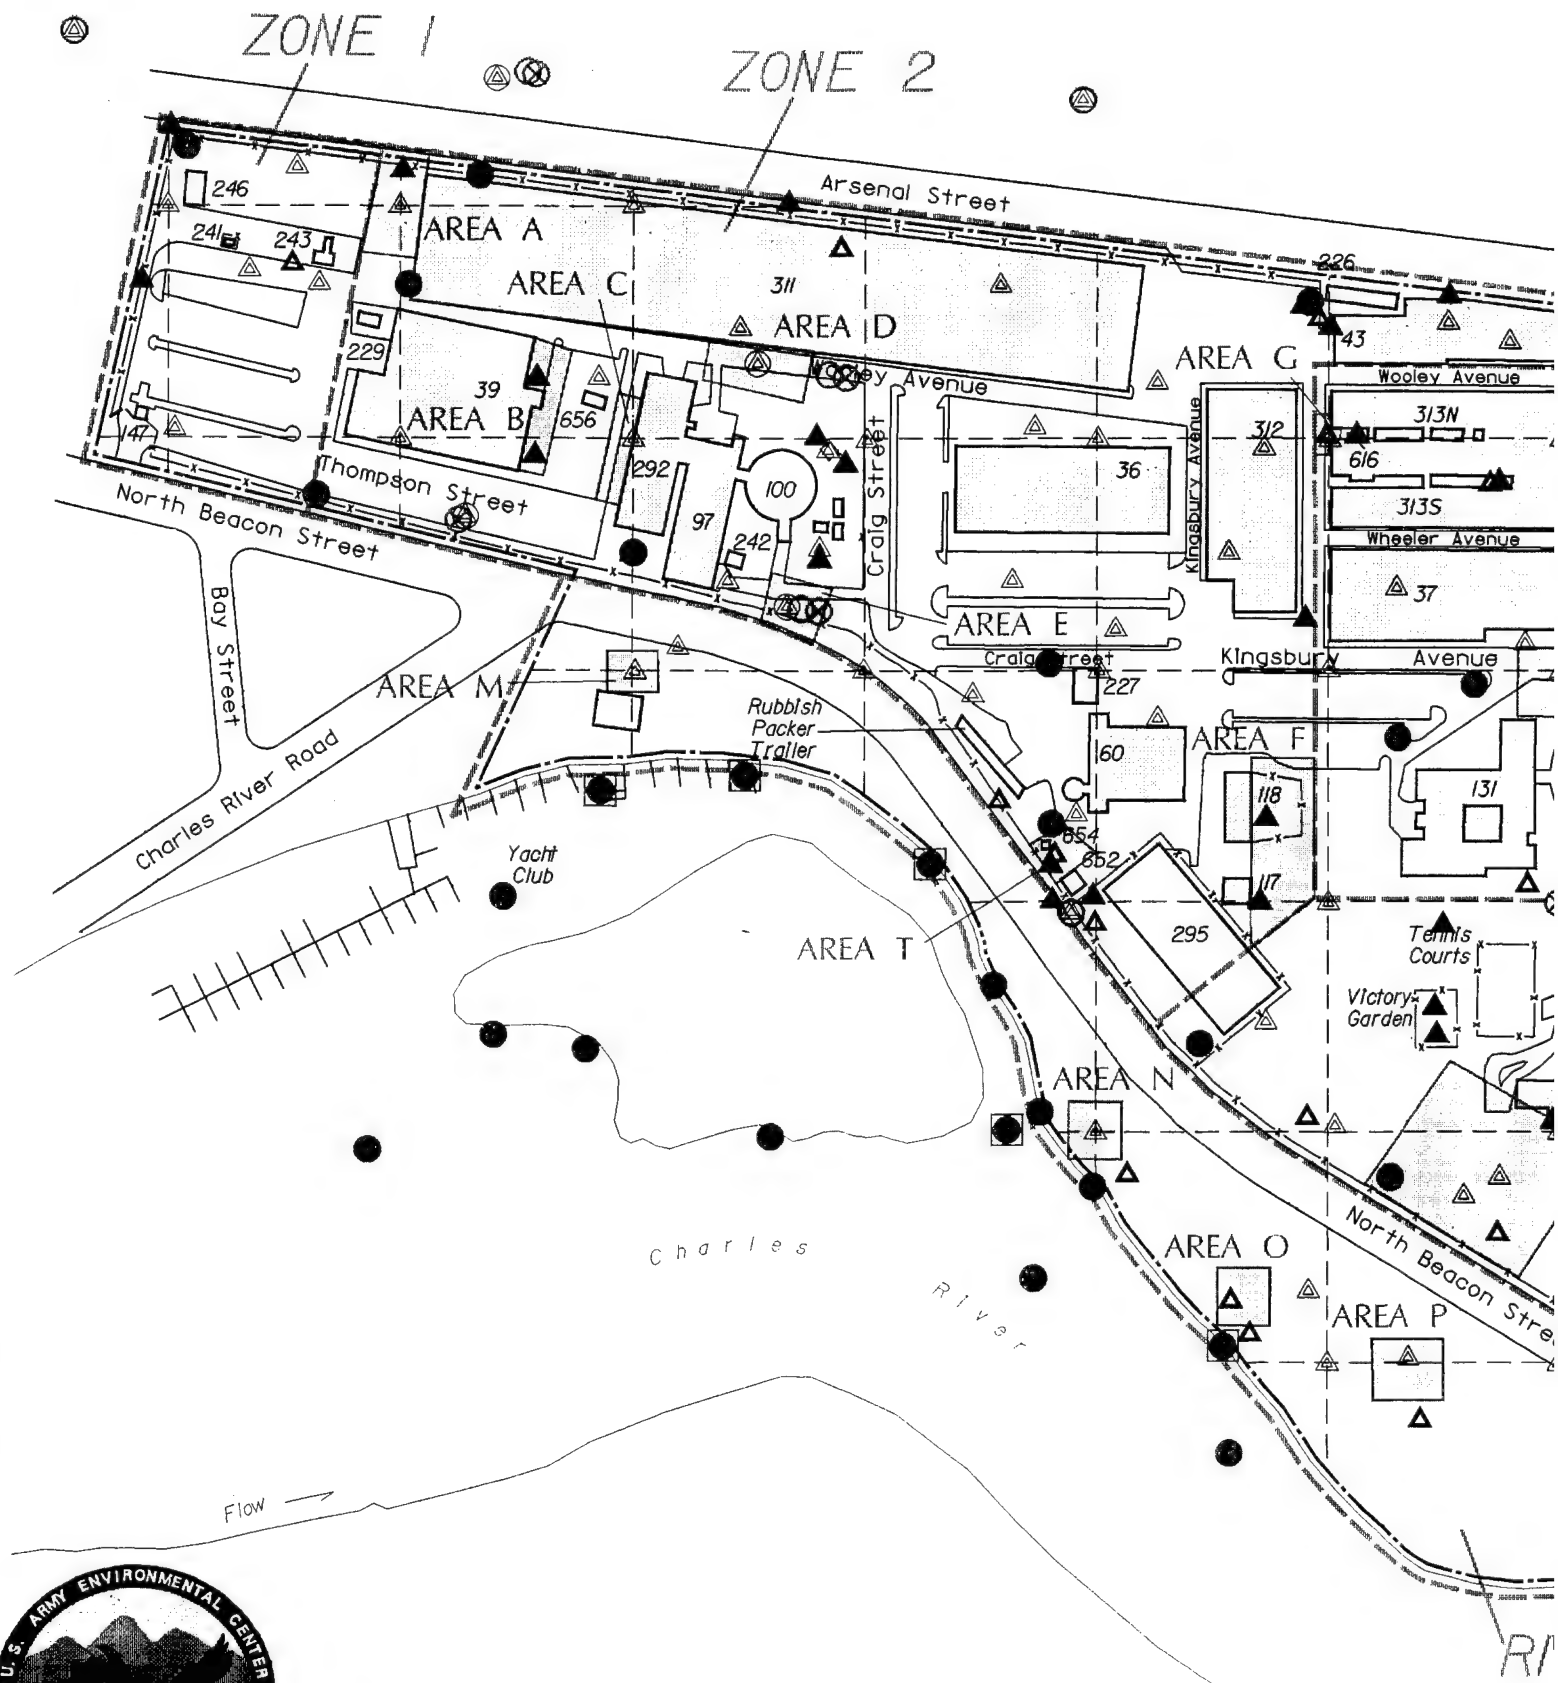 ZONE 1
ZONE 2
Arsenal Street
246
241
243
AREA A
AREA C
311
AREA D
226
43
229
39
AREA B
656
Avenue
AREA G
Wooley Avenue
313N
312
616
313S
Wheeler Avenue
37
Thompson Street
147
North Beacon Street
292
97
100
242
Craig Street
36
Kingsbury Avenue
AREA E
Craig Street
Kingsbury Avenue
227
Bay Street
AREA M
Rubbish
Packer
Trailer
60
AREA F
118
131
Charles River Road
Yacht
Club
654
652
117
AREA T
295
Tennis
Courts
Victory
Garden
AREA N
North Beacon
Charles
River
AREA O
AREA P
Flow
U.S. ARMY ENVIRONMENTAL CENTER